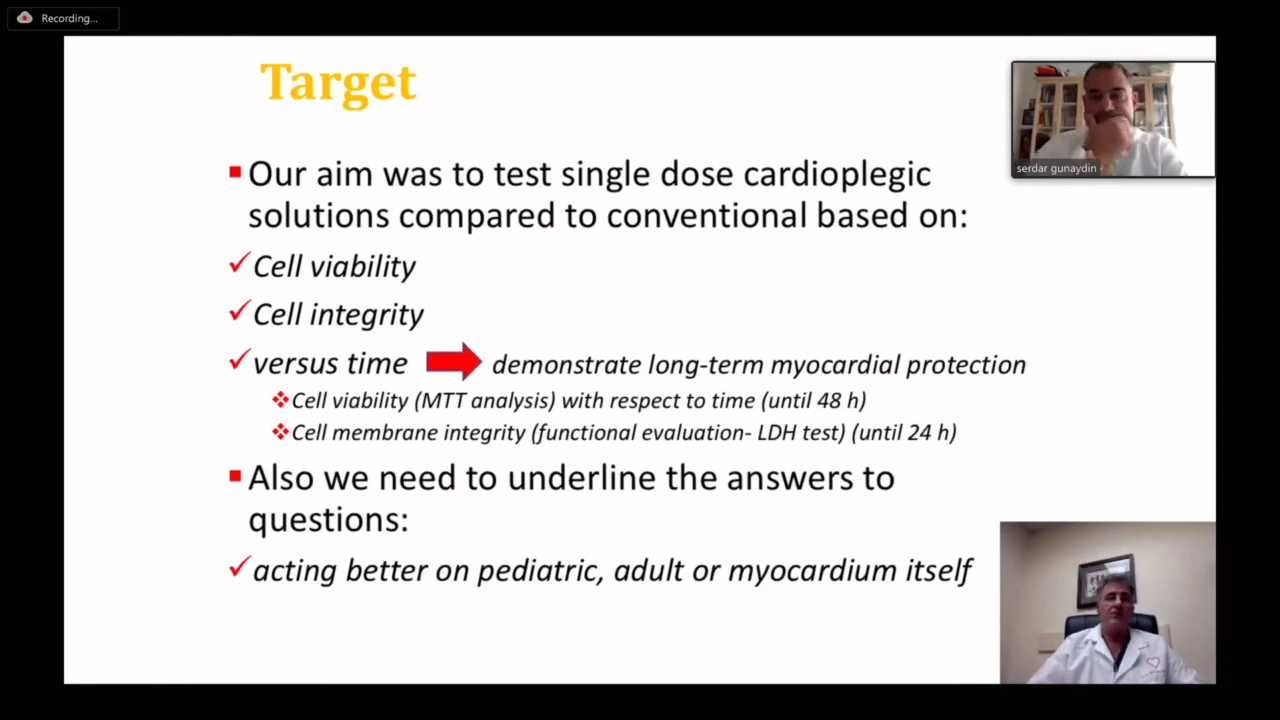 Recording...
Target
Our aim was to test single dose cardioplegic
solutions compared to conventional based on:
Cell viability
Cell integrity
versus time demonstrate long-term myocardial protection
Cell viability (MTT analysis) with respect to time (until 48 h)
Cell membrane integrity (functional evaluation- LDH test) (until 24 h)
Also we need to underline the answers to
questions:
acting better on pediatric, adult or myocardium itself
serdar gunaydin